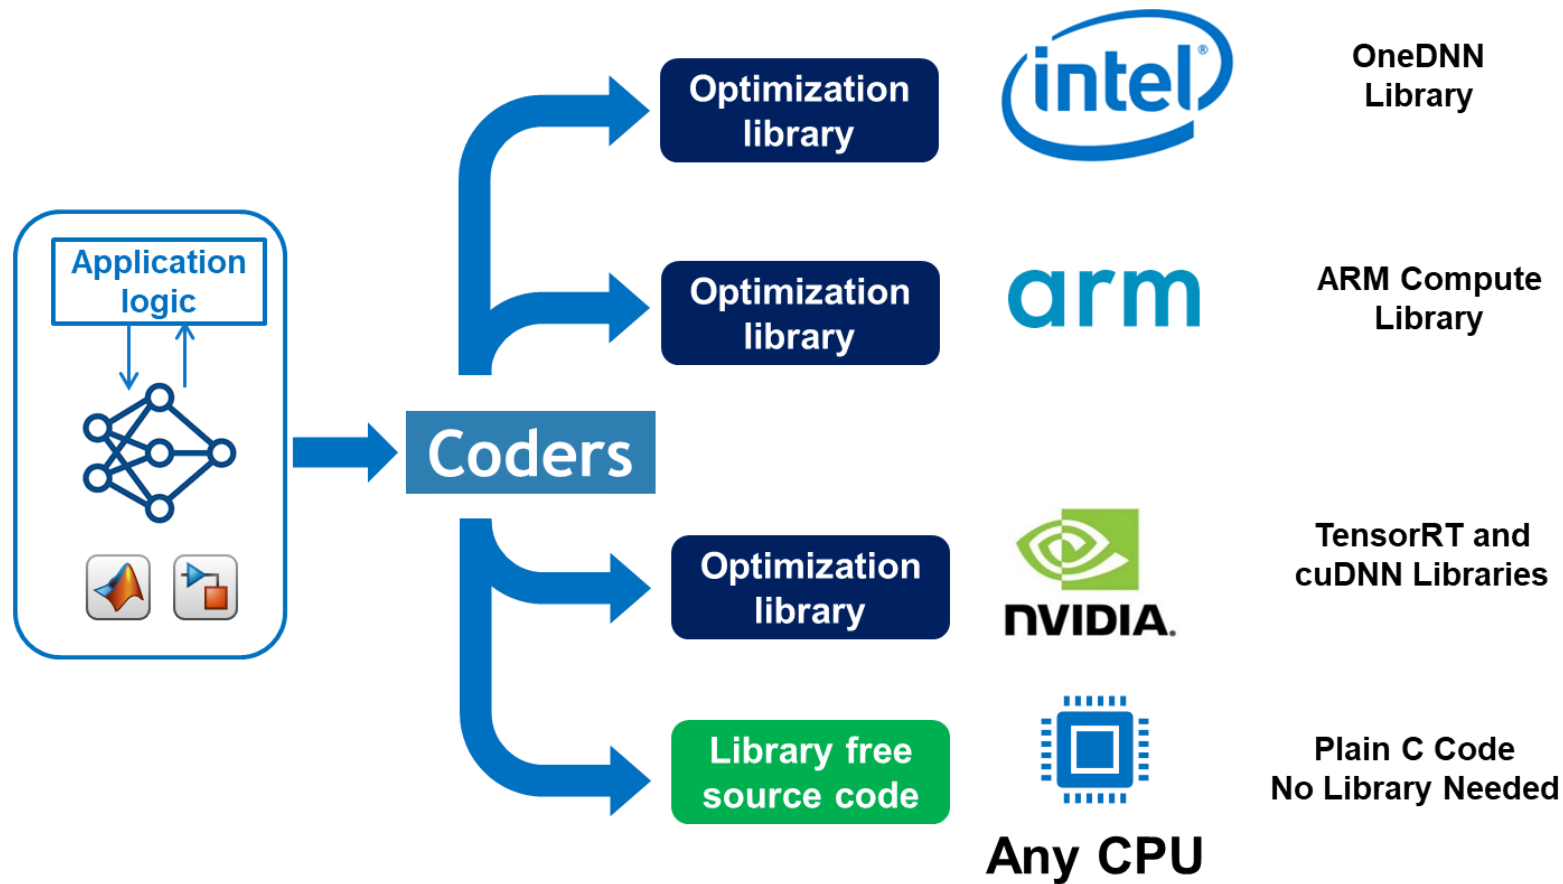 Application
logic
Coders
Optimization
library
intel®
OneDNN
Library
Optimization
library
arm
ARM Compute
Library
Optimization
library
NVIDIA.
TensorRT and
cuDNN Libraries
Library free
source code
Any CPU
Plain C Code
No Library Needed